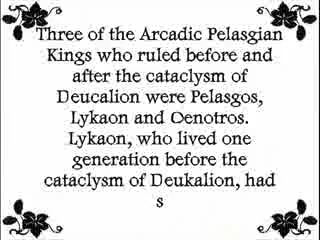 Three of the Arcadic Pelasgian
Kings who ruled before and
after the cataclysm of
Deucalion were Pelasgos,
Lykaon and Oenotros.
Lykaon, who lived one
generation before the
cataclysm of Deukalion, had
s